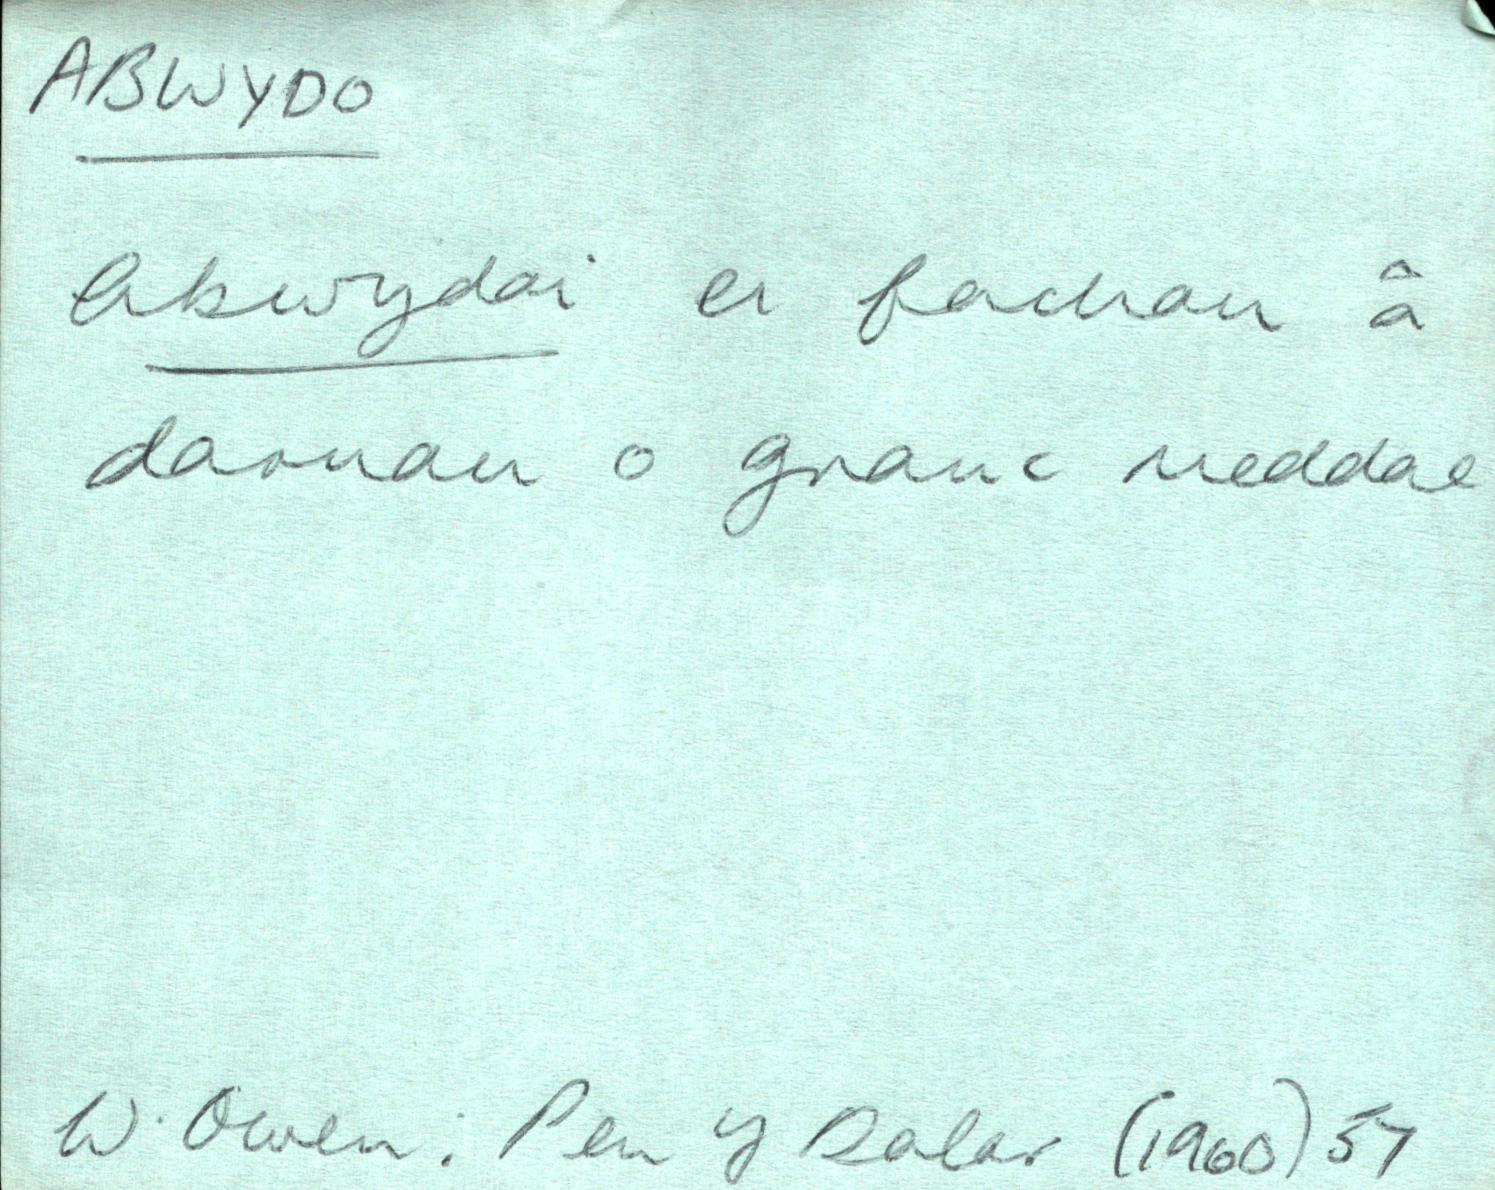 ABWYDO
Abwydai ei fachau â
darnau o granc meddal
W. Owen: Pen y Dalar (1960) 57